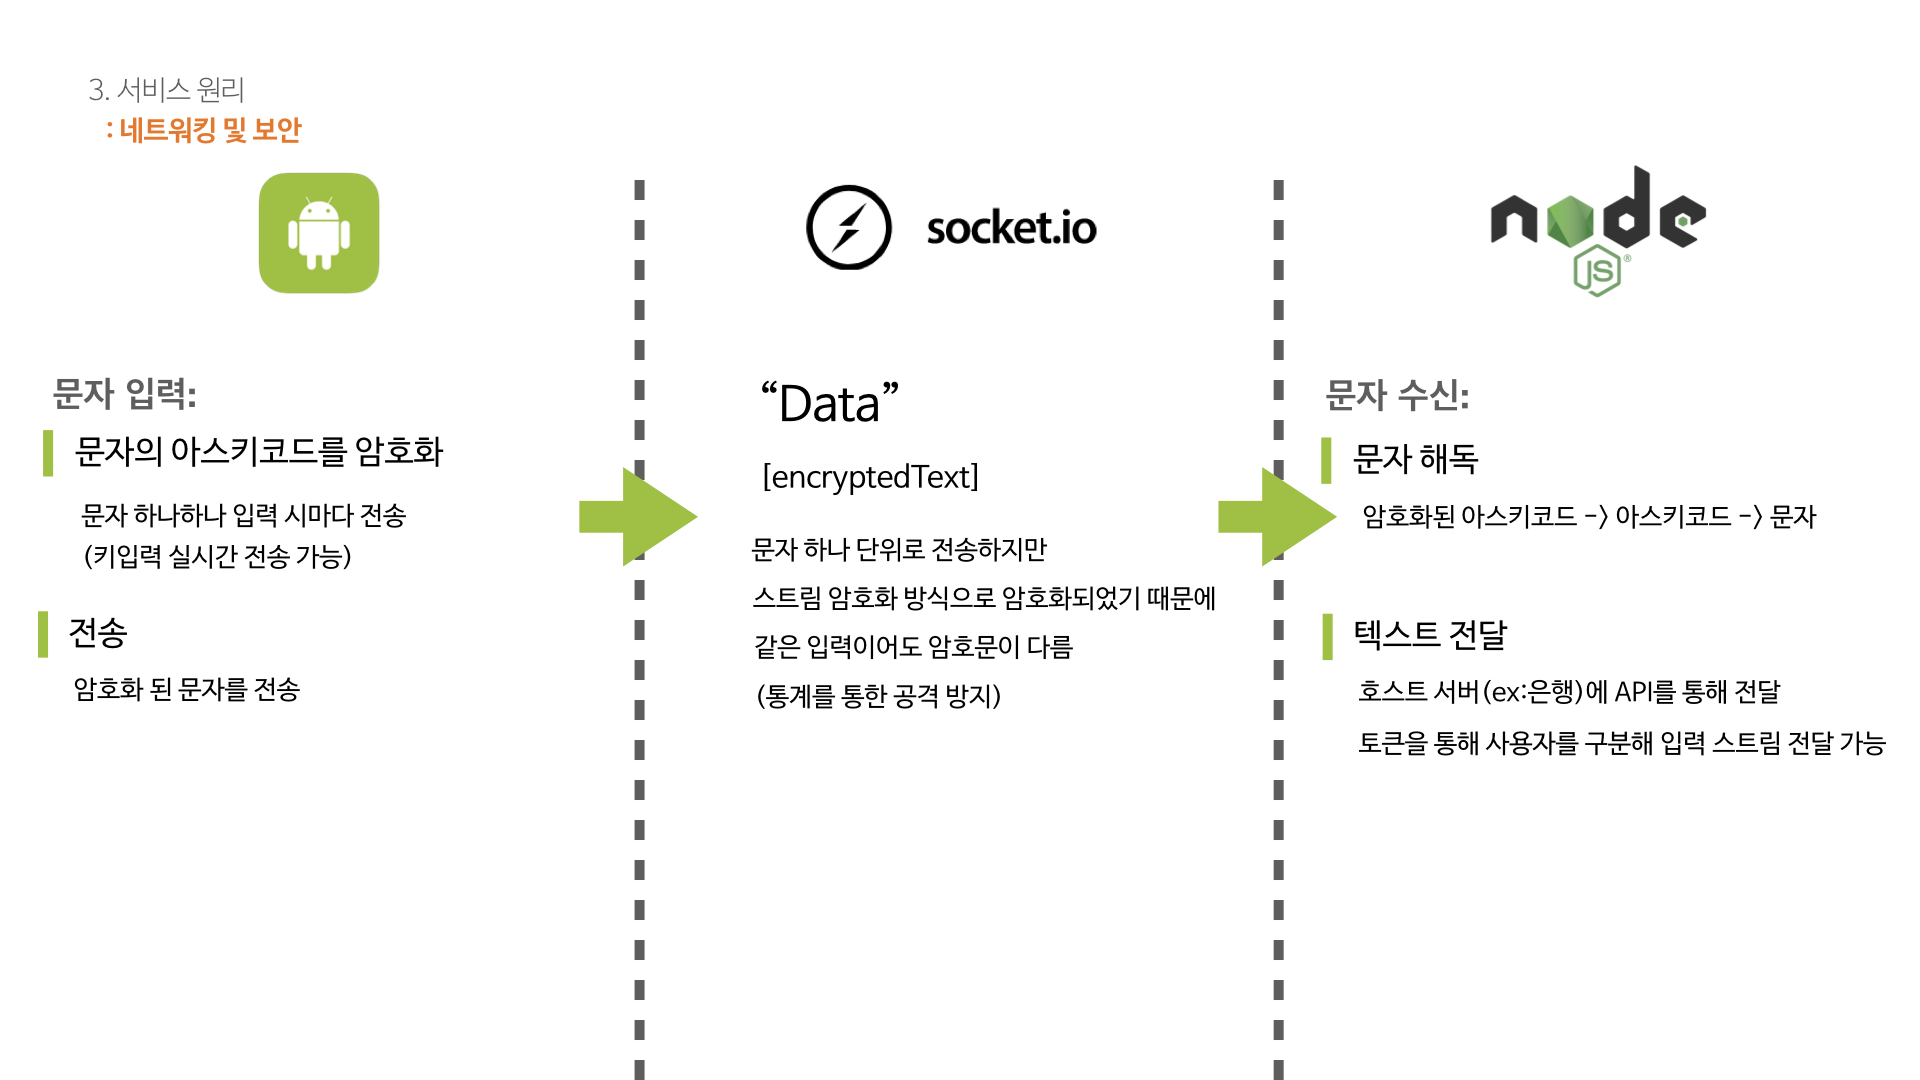 3. 서비스 원리
: 네트워킹 및 보안
문자 입력:
문자의 아스키코드를 암호화
문자 하나하나 입력 시마다 전송
(키입력 실시간 전송 가능)
전송
암호화 된 문자를 전송
socket.io
“Data”
[encryptedText]
문자 하나 단위로 전송하지만
스트림 암호화 방식으로 암호화되었기 때문에
같은 입력이어도 암호문이 다름
(통계를 통한 공격 방지)
node
JS®
문자 수신:
문자 해독
암호화된 아스키코드 -> 아스키코드 -> 문자
텍스트 전달
호스트 서버(ex:은행)에 API를 통해 전달
토큰을 통해 사용자를 구분해 입력 스트림 전달 가능